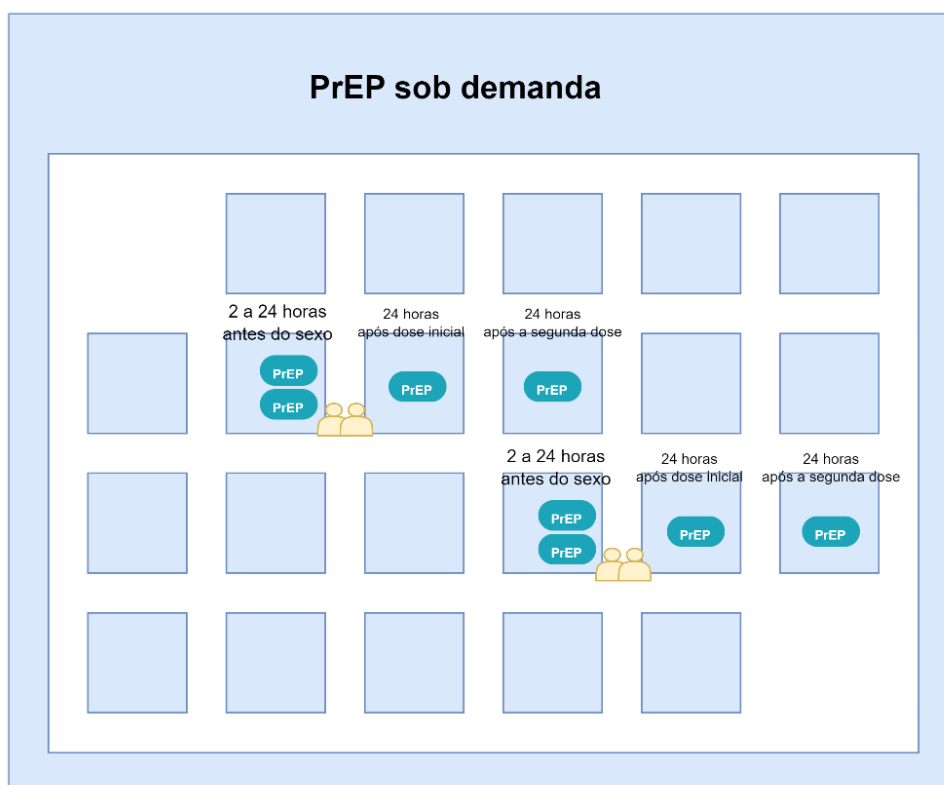 PrEP sob demanda
2 a 24 horas
antes do sexo
24 horas
após dose inicial
24 horas
após a segunda dose
PrEP
PrEP
PrEP
PrEP
2 a 24 horas
antes do sexo
24 horas
após dose inicial
24 horas
após a segunda dose
PrEP
PrEP
PrEP
PrEP